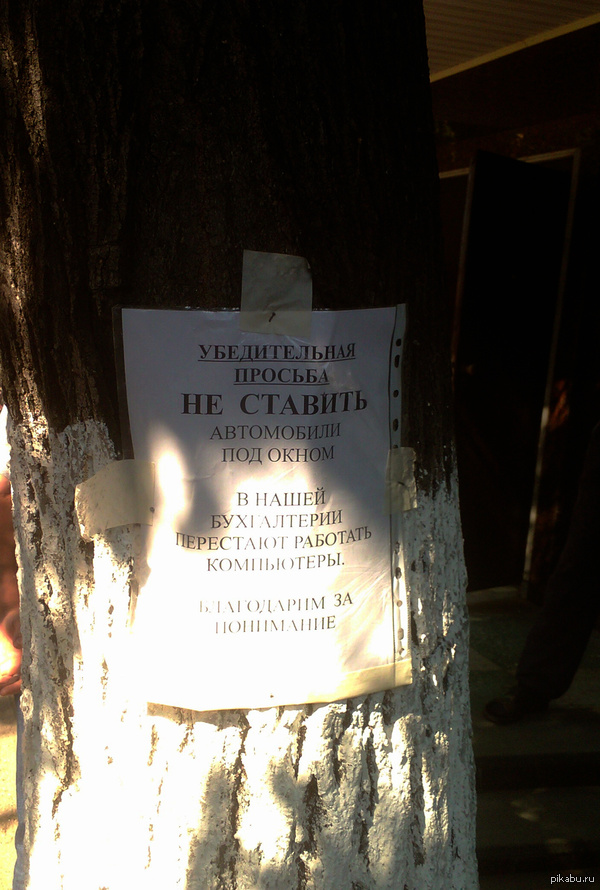 УБЕДИТЕЛЬНАЯ
ПРОСЬБА
НЕ СТАВИТЬ
АВТОМОБИЛИ
ПОД ОКНОМ
В НАШЕЙ
БУХГАЛТЕРИИ
ПЕРЕСТАЮТ РАБОТАТЬ
КОМПЬЮТЕРЫ.
БЛАГОДАРИМ ЗА
ПОНИМАНИЕ
pikabu.ru